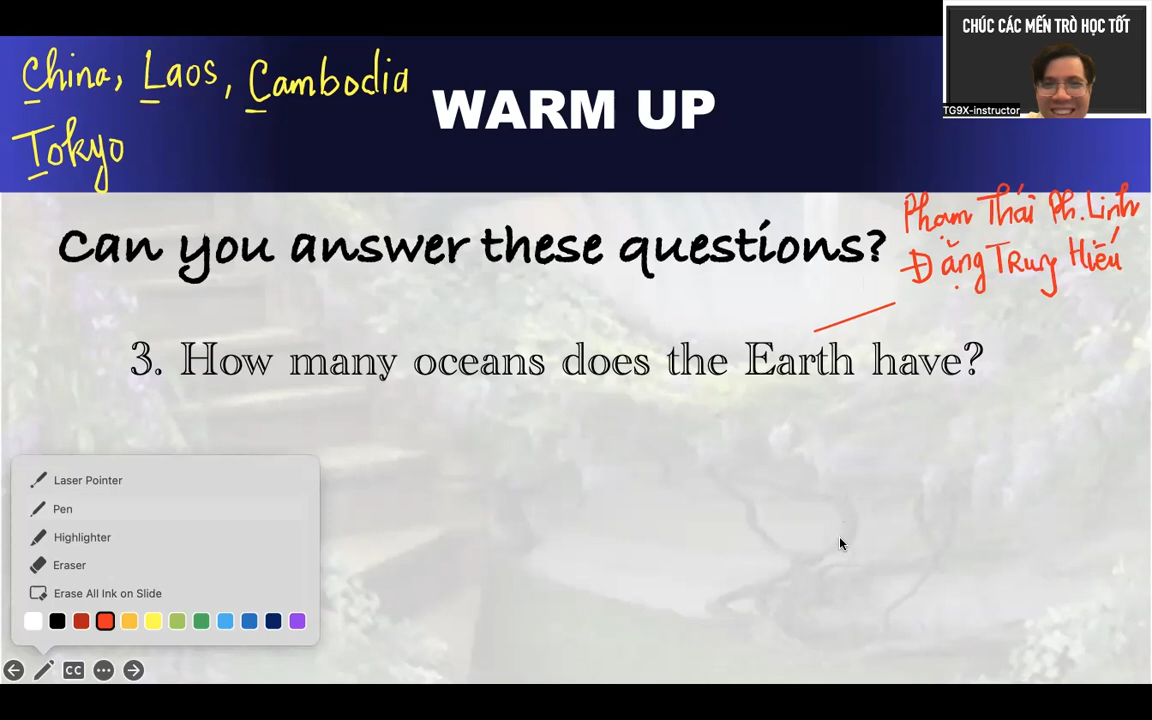 China, Laos, Cambodia
Tokyo
WARM UP
CHÚC CÁC MẾN TRÒ HỌC TỐT
TG9X-instructor
Phạm Thái Ph. Linh
Đặng Trung Hiếu
Can you answer these questions?
3. How many oceans does the Earth have?
Laser Pointer
Pen
Highlighter
Eraser
Erase All Ink on Slide
CC